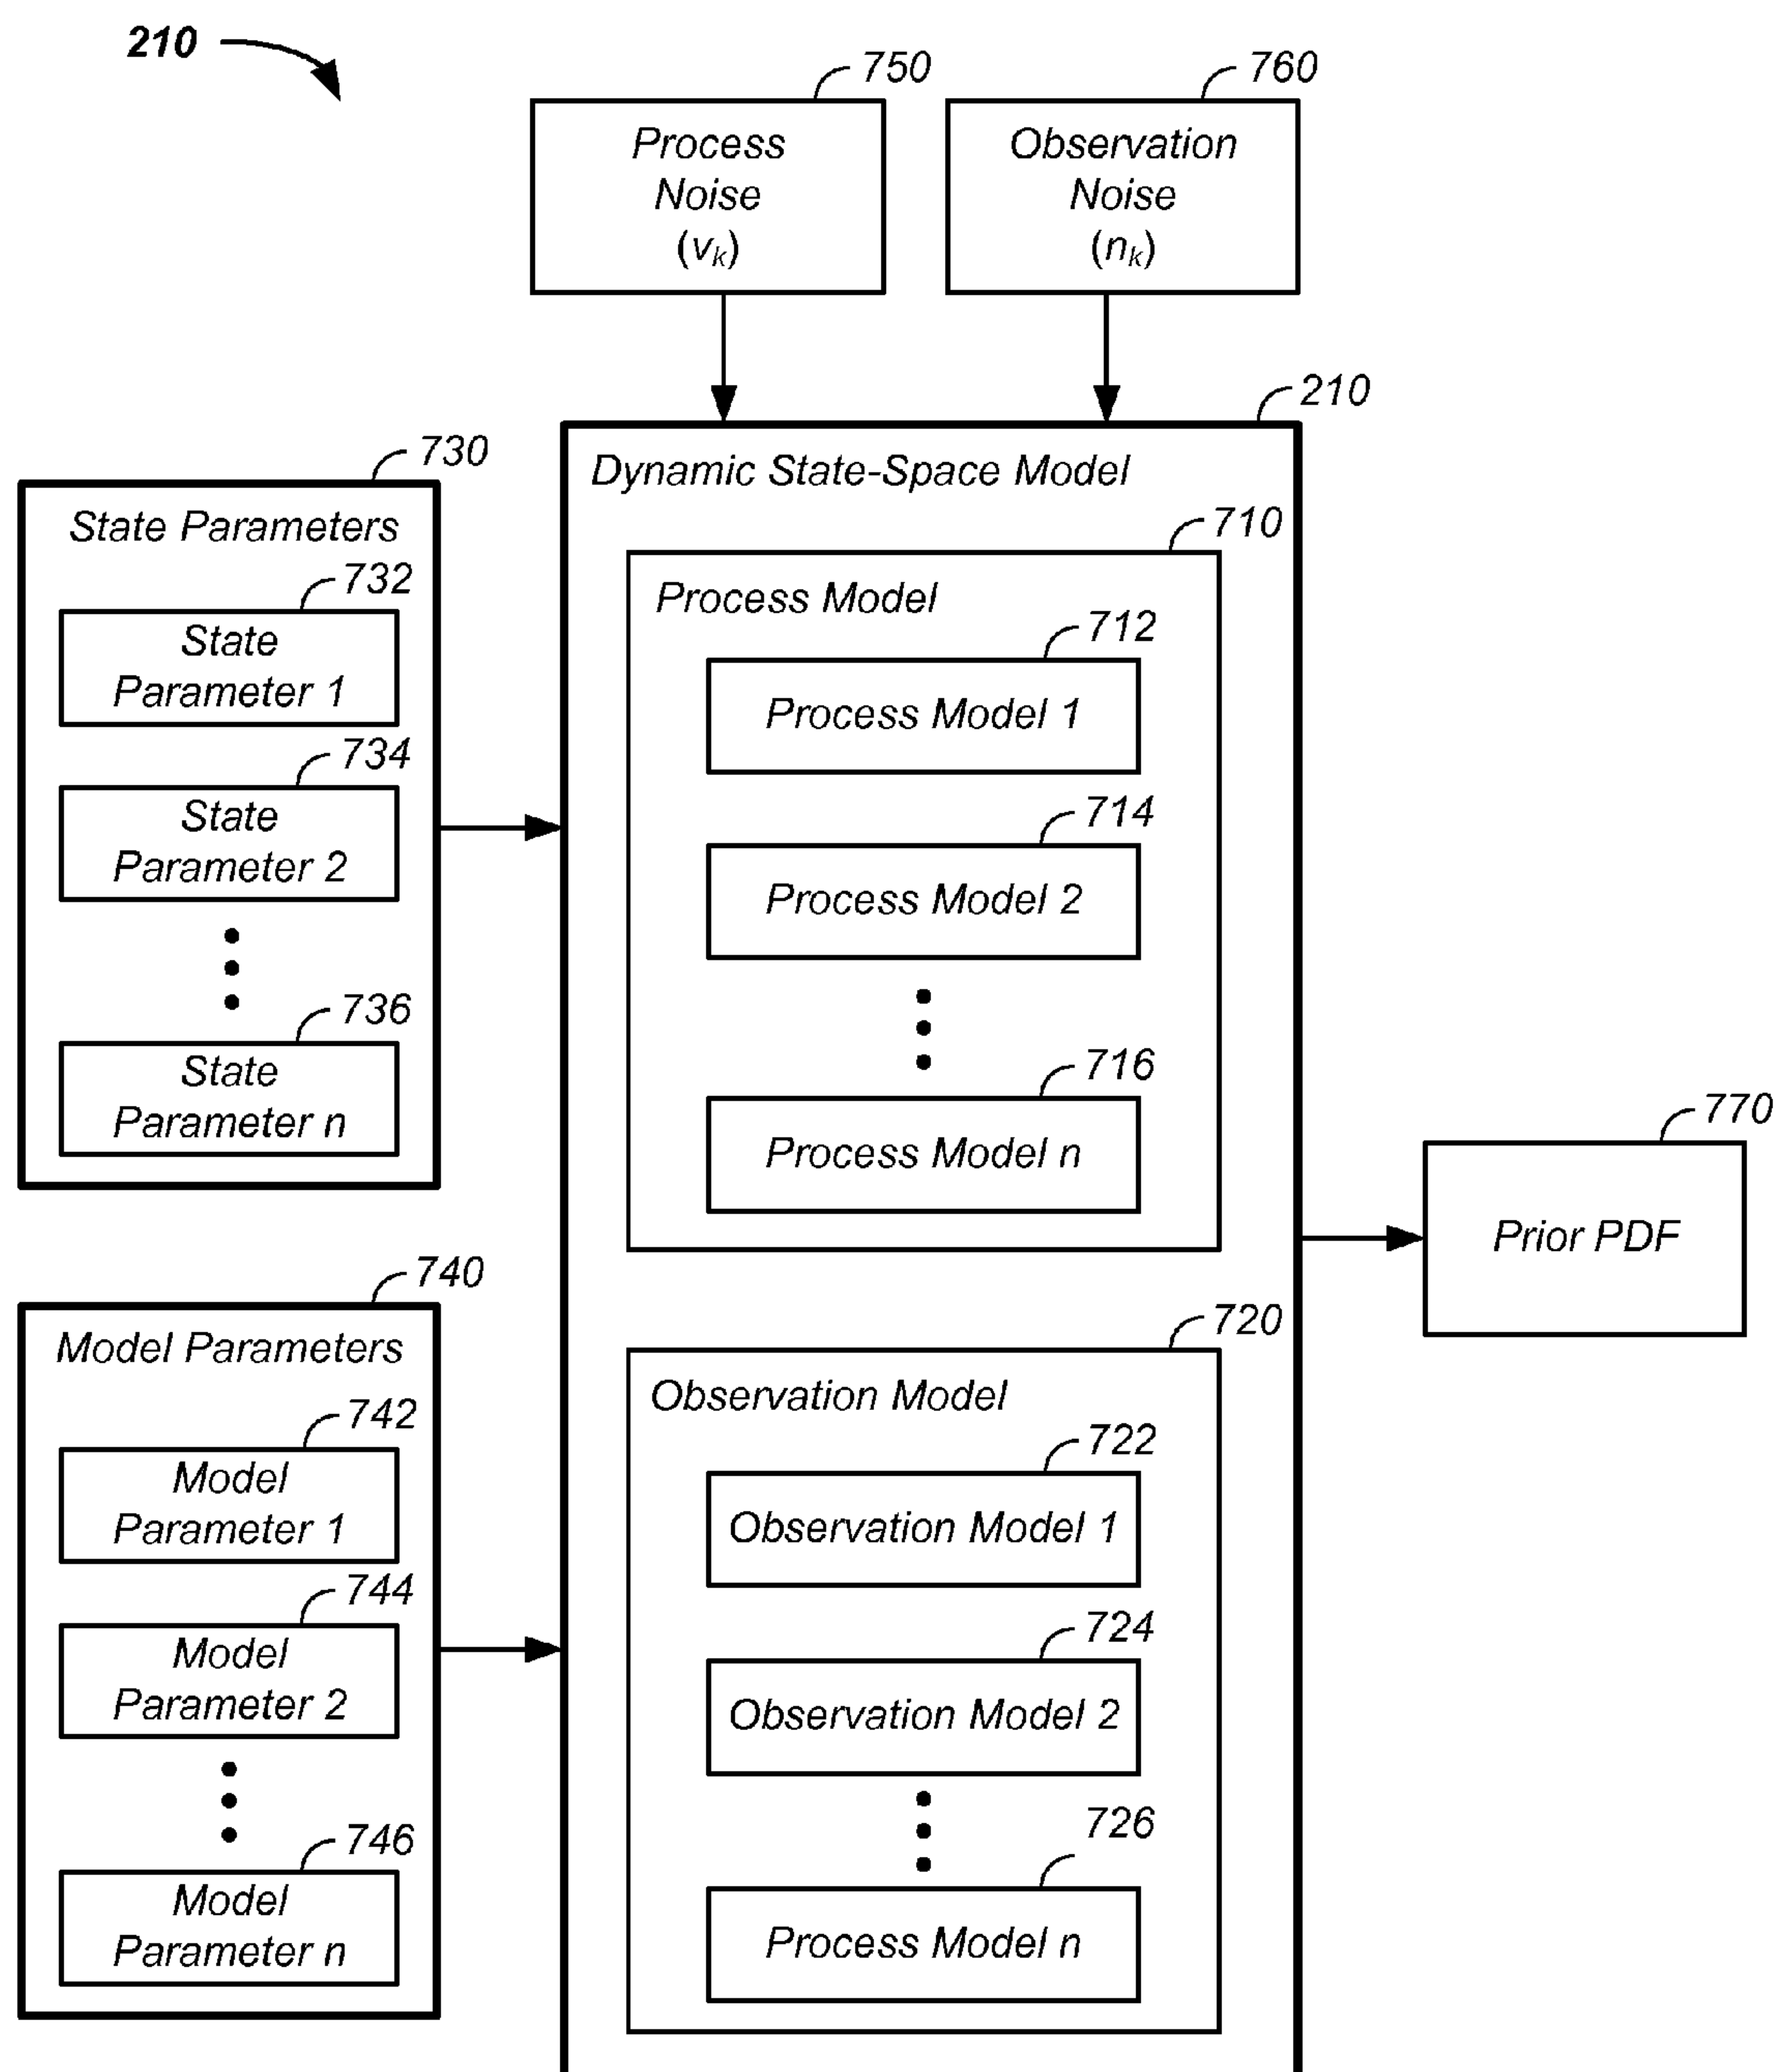 210
750
Process
Noise
(vk)
760
Observation
Noise
(nk)
730
State Parameters
732
State
Parameter 1
734
State
Parameter 2
736
State
Parameter n
740
Model Parameters
742
Model
Parameter 1
744
Model
Parameter 2
746
Model
Parameter n
210
Dynamic State-Space Model
710
Process Model
712
Process Model 1
714
Process Model 2
716
Process Model n
720
Observation Model
722
Observation Model 1
724
Observation Model 2
726
Process Model n
770
Prior PDF